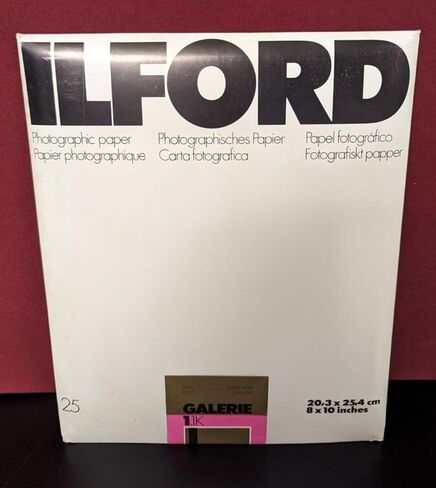 ILFORD
Photographic paper Photographisches Papier Papel fotográfico
Papier photographique Carta fotografica Fotografiskt papper
25
GALERIE
1.1K
20,3 x 25,4 cm
8 x 10 inches